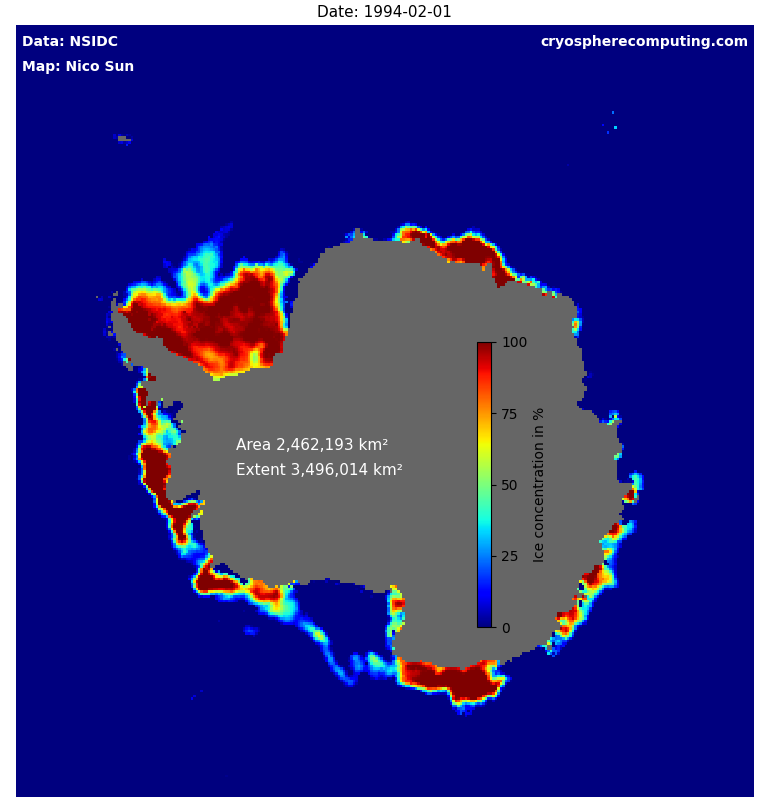 Date: 1994-02-01
Data: NSIDC
cryospherecomputing.com
Map: Nico Sun
100
75
Area 2,462,193 km²
Extent 3,496,014 km²
50
25
0
Ice concentration in %